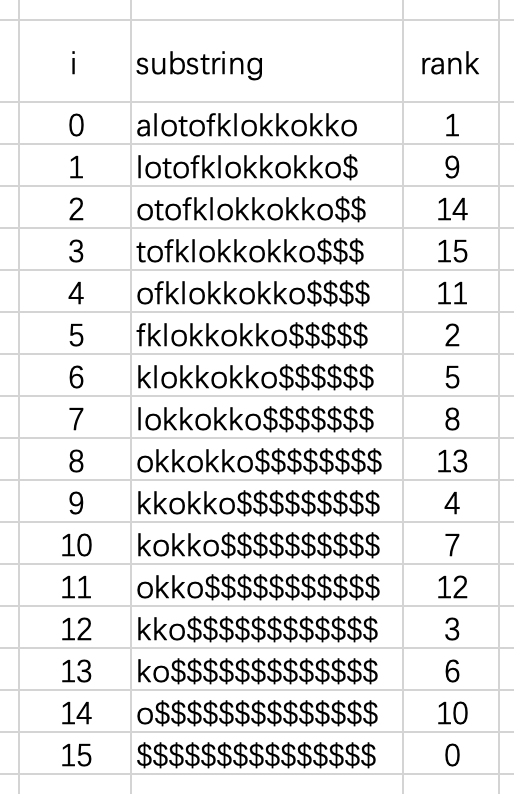 i substring rank
0 alotofklokkokko 1
1 lotofklokkokko$ 9
2 otofklokkokko$$ 14
3 tofklokkokko$$$ 15
4 ofklokkokko$$$$ 11
5 fklokkokko$$$$$ 2
6 klokkokko$$$$$$ 5
7 lokkokko$$$$$$$ 8
8 okkokko$$$$$$$$ 13
9 kkokko$$$$$$$$$ 4
10 kokko$$$$$$$$$$ 7
11 okko$$$$$$$$$$$ 12
12 kko$$$$$$$$$$$$ 3
13 ko$$$$$$$$$$$$$ 6
14 o$$$$$$$$$$$$$$ 10
15 $$$$$$$$$$$$$$$ 0